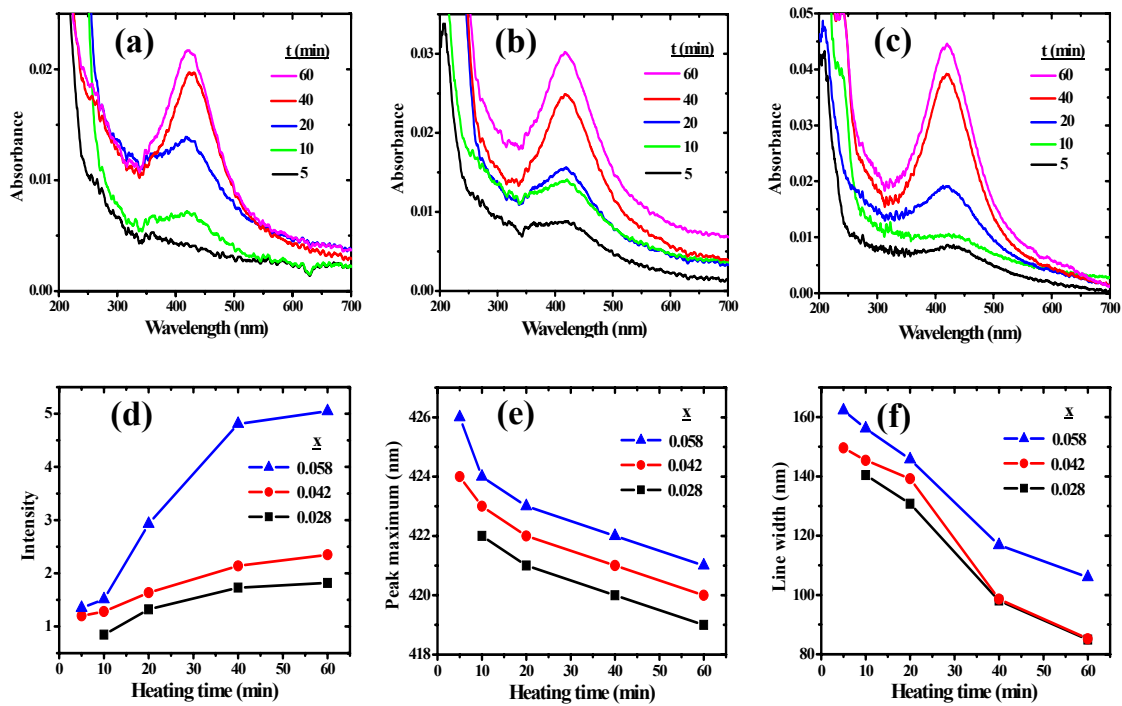 (a)
t (min)
60
40
20
10
5
0.02
0.01
0.00
Absorbance
200 300 400 500 600 700
Wavelength (nm)
(b)
t (min)
60
40
20
10
5
0.03
0.02
0.01
0.00
Absorbance
200 300 400 500 600 700
Wavelength (nm)
(c)
t (min)
60
40
20
10
5
0.05
0.04
0.03
0.02
0.01
0.00
Absorbance
200 300 400 500 600 700
Wavelength (nm)
(d)
x
0.058
0.042
0.028
5
4
3
2
1
Intensity
0 10 20 30 40 50 60
Heating time (min)
(e)
x
0.058
0.042
0.028
426
424
422
420
418
Peak maximum (nm)
0 10 20 30 40 50 60
Heating time (min)
(f)
x
0.058
0.042
0.028
160
140
120
100
80
Line width (nm)
0 10 20 30 40 50 60
Heating time (min)